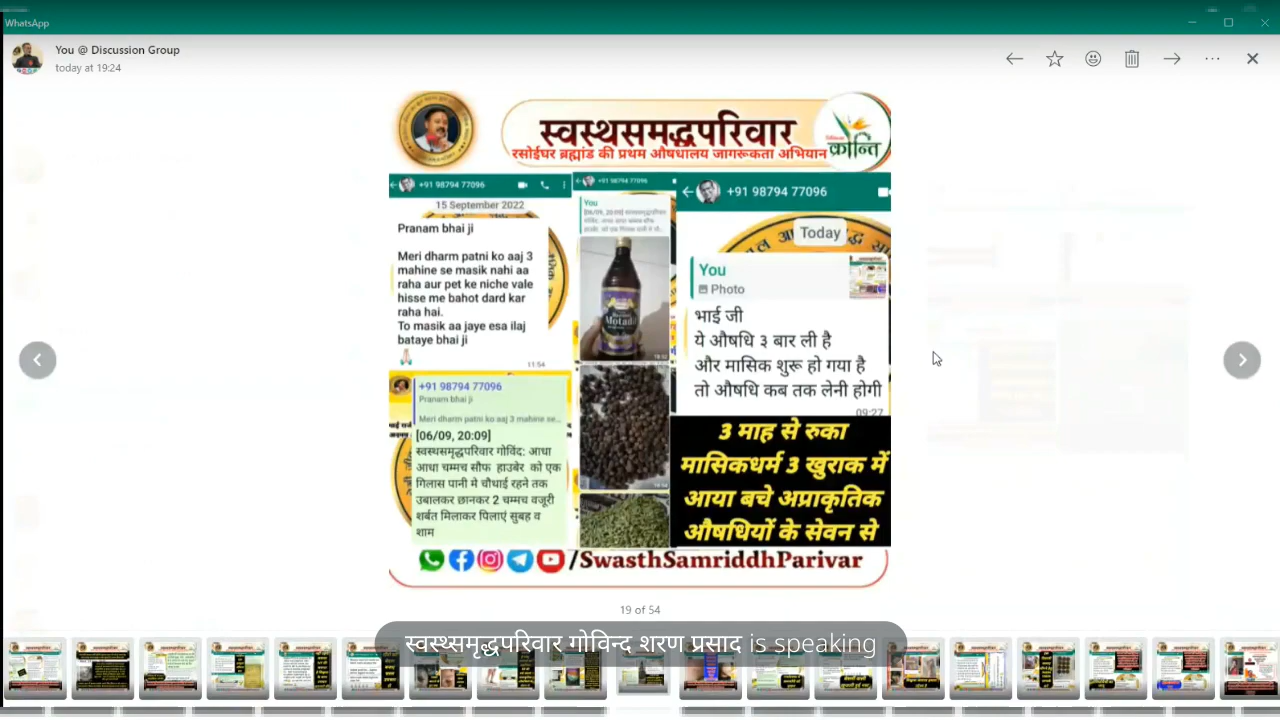 WhatsApp
You @ Discussion Group
today at 19:24
स्वस्थसमृद्धपरिवार
रसोईघर ब्रह्मांड की प्रथम औषधालय जागरूकता अभियान
क्रान्ति
+91 98794 77096
15 September 2022
Pranam bhai ji
Meri dharm patni ko aaj 3
mahine se masik nahi aa
raha aur pet ke niche vale
hisse me bahot dard kar
raha hai.
To masik aa jaye esa ilaj
bataye bhai ji
11:54
+91 98794 77096
Pranam bhai ji
Meri dharm patni ko aaj 3 mahine se...
[06/09, 20:09]
स्वस्थसमृद्धपरिवार गोविंद: आधा
आधा चम्मच सौफ हाउबेर को एक
गिलास पानी मे चौथाई रहने तक
उबालकर छानकर 2 चम्मच वजूरी
शर्बत मिलाकर पिलाएं सुबह व
शाम
+91 98794 77096
You
+91 98794 77096
Today
You
Photo
भाई जी
ये औषधि ३ बार ली है
और मासिक शुरू हो गया है
तो औषधि कब तक लेनी होगी
09:27
3 माह से रुका
मासिकधर्म 3 खुराक में
आया बचे अप्राकृतिक
औषधियों के सेवन से
/SwasthSamriddhParivar
19 of 54
स्वस्थ्समृद्धपरिवार गोविन्द शरण प्रसाद is speaking